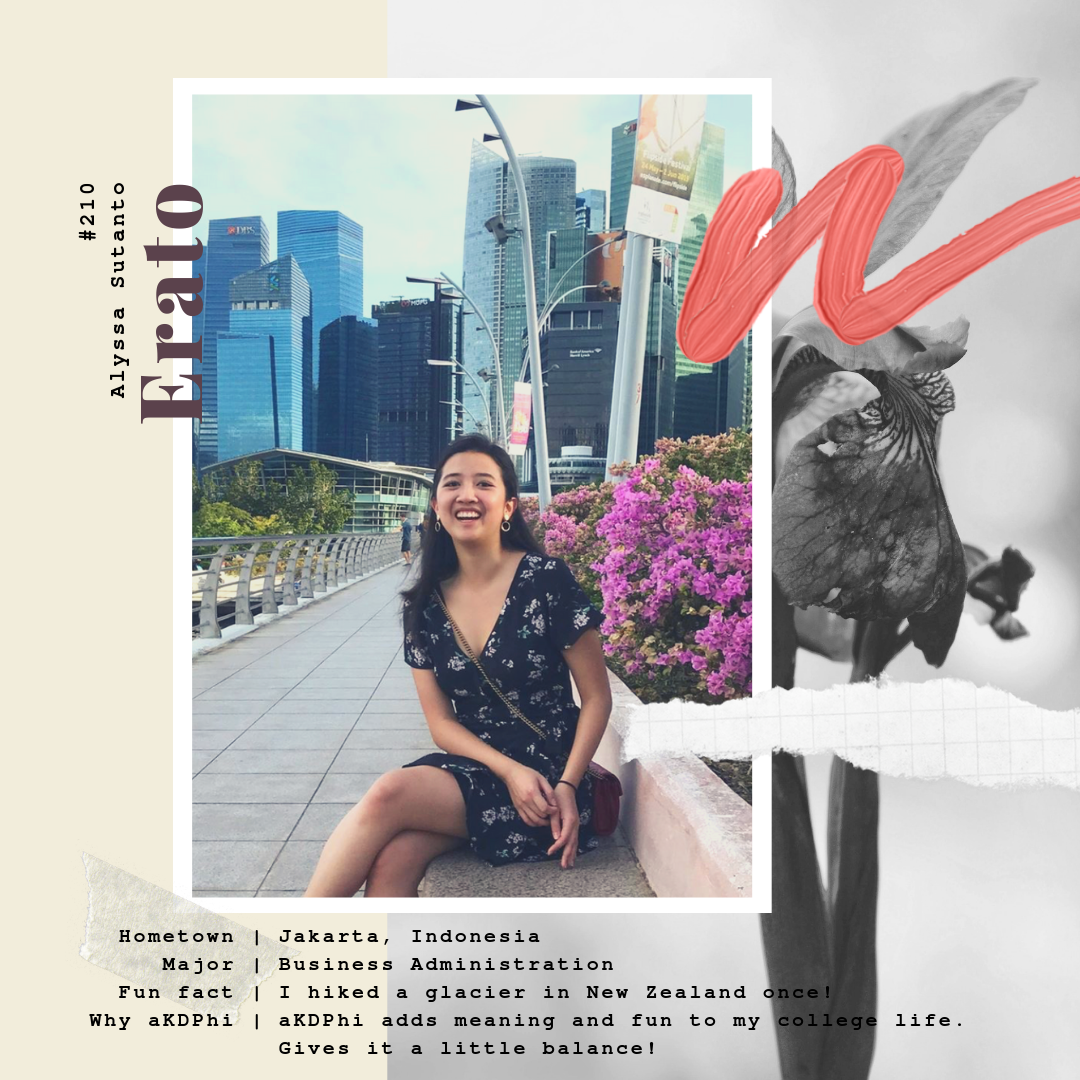 #210
Alyssa Sutanto
Erato
DBS
Hometown | Jakarta, Indonesia
Major | Business Administration
Fun fact | I hiked a glacier in New Zealand once!
Why aKDPhi | aKDPhi adds meaning and fun to my college life.
Gives it a little balance!